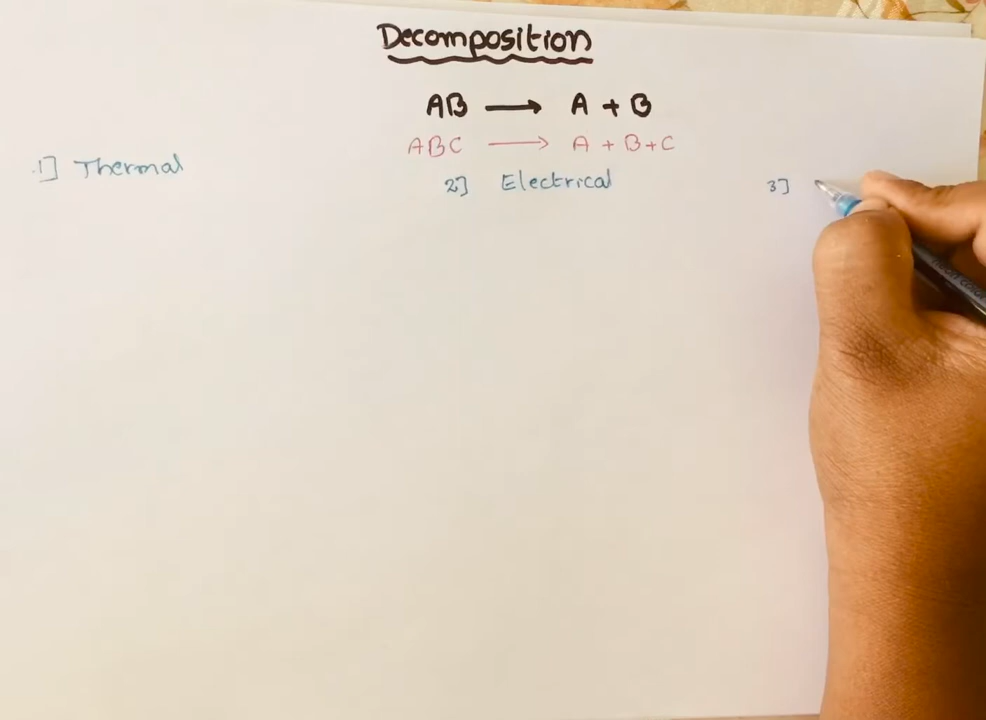 Decomposition
AB ⟶ A + B
ABC ⟶ A + B + C
1] Thermal
2] Electrical
3]